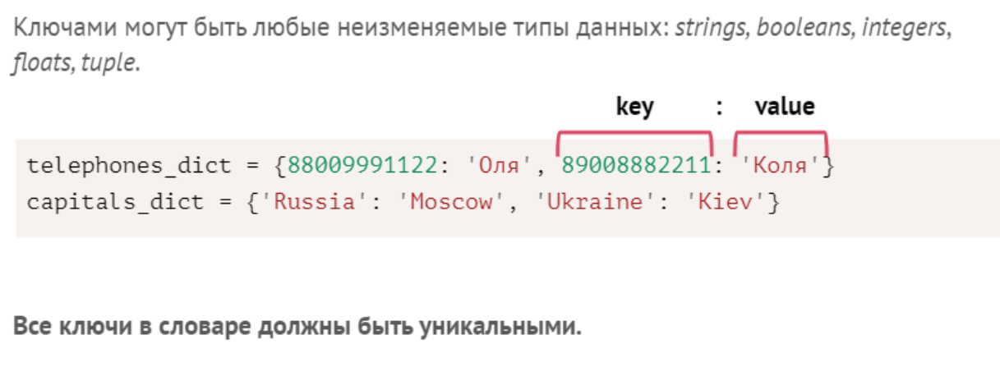 Ключами могут быть любые неизменяемые типы данных: strings, booleans, integers,
floats, tuple.
key : value
telephones_dict = {88009991122: 'Оля', 89008882211: 'Коля'}
capitals_dict = {'Russia': 'Moscow', 'Ukraine': 'Kiev'}
Все ключи в словаре должны быть уникальными.